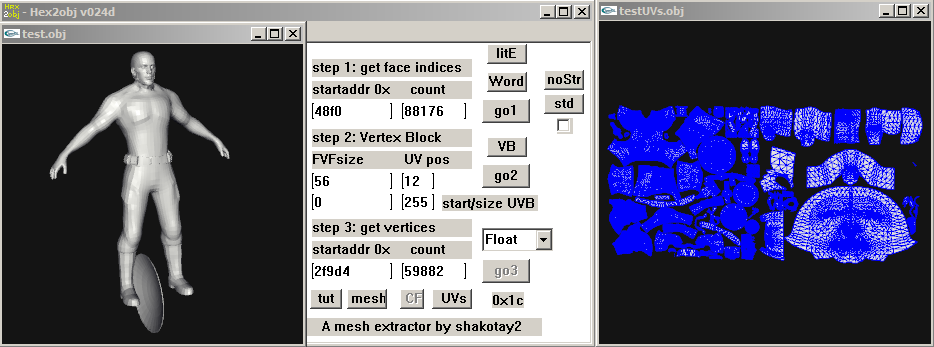 Hex
2obj
- Hex2obj v024d
test.obj
testUVs.obj
litE
step 1: get face indices
Word
noStr
startaddr 0x count
std
[48f0 ] [88176 ]
go1
step 2: Vertex Block
VB
FVFsize UV pos
go2
[56 ] [12 ]
[0 ] [255 ] start/size UVB
step 3: get vertices
Float
startaddr 0x count
[2f9d4 ] [59882 ]
go3
tut mesh CF UVs 0x1c
A mesh extractor by shakotay2